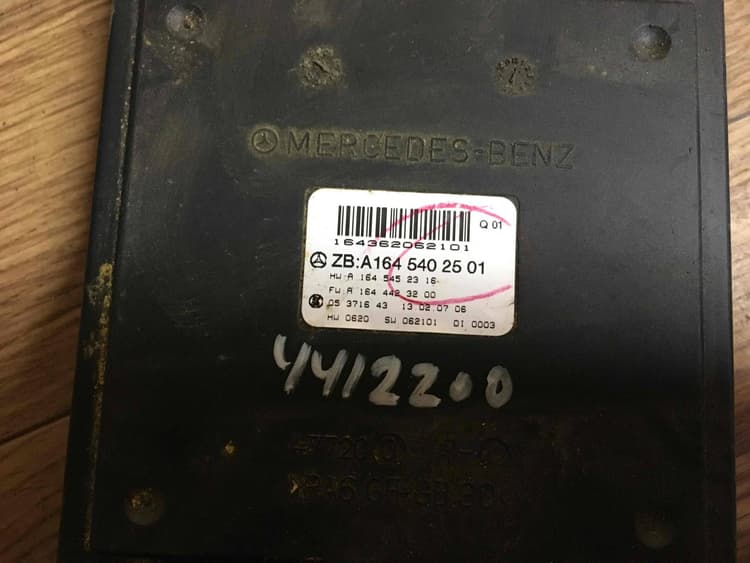 MERCEDES-BENZ
Q 01
164362062101
ZB:A164 540 25 01
HW:A 164 545 23 16
FW:A 164 442 32 00
05 3716 43 13 02 07 06
HW 0620 SW 062101 DI 0003
4412200